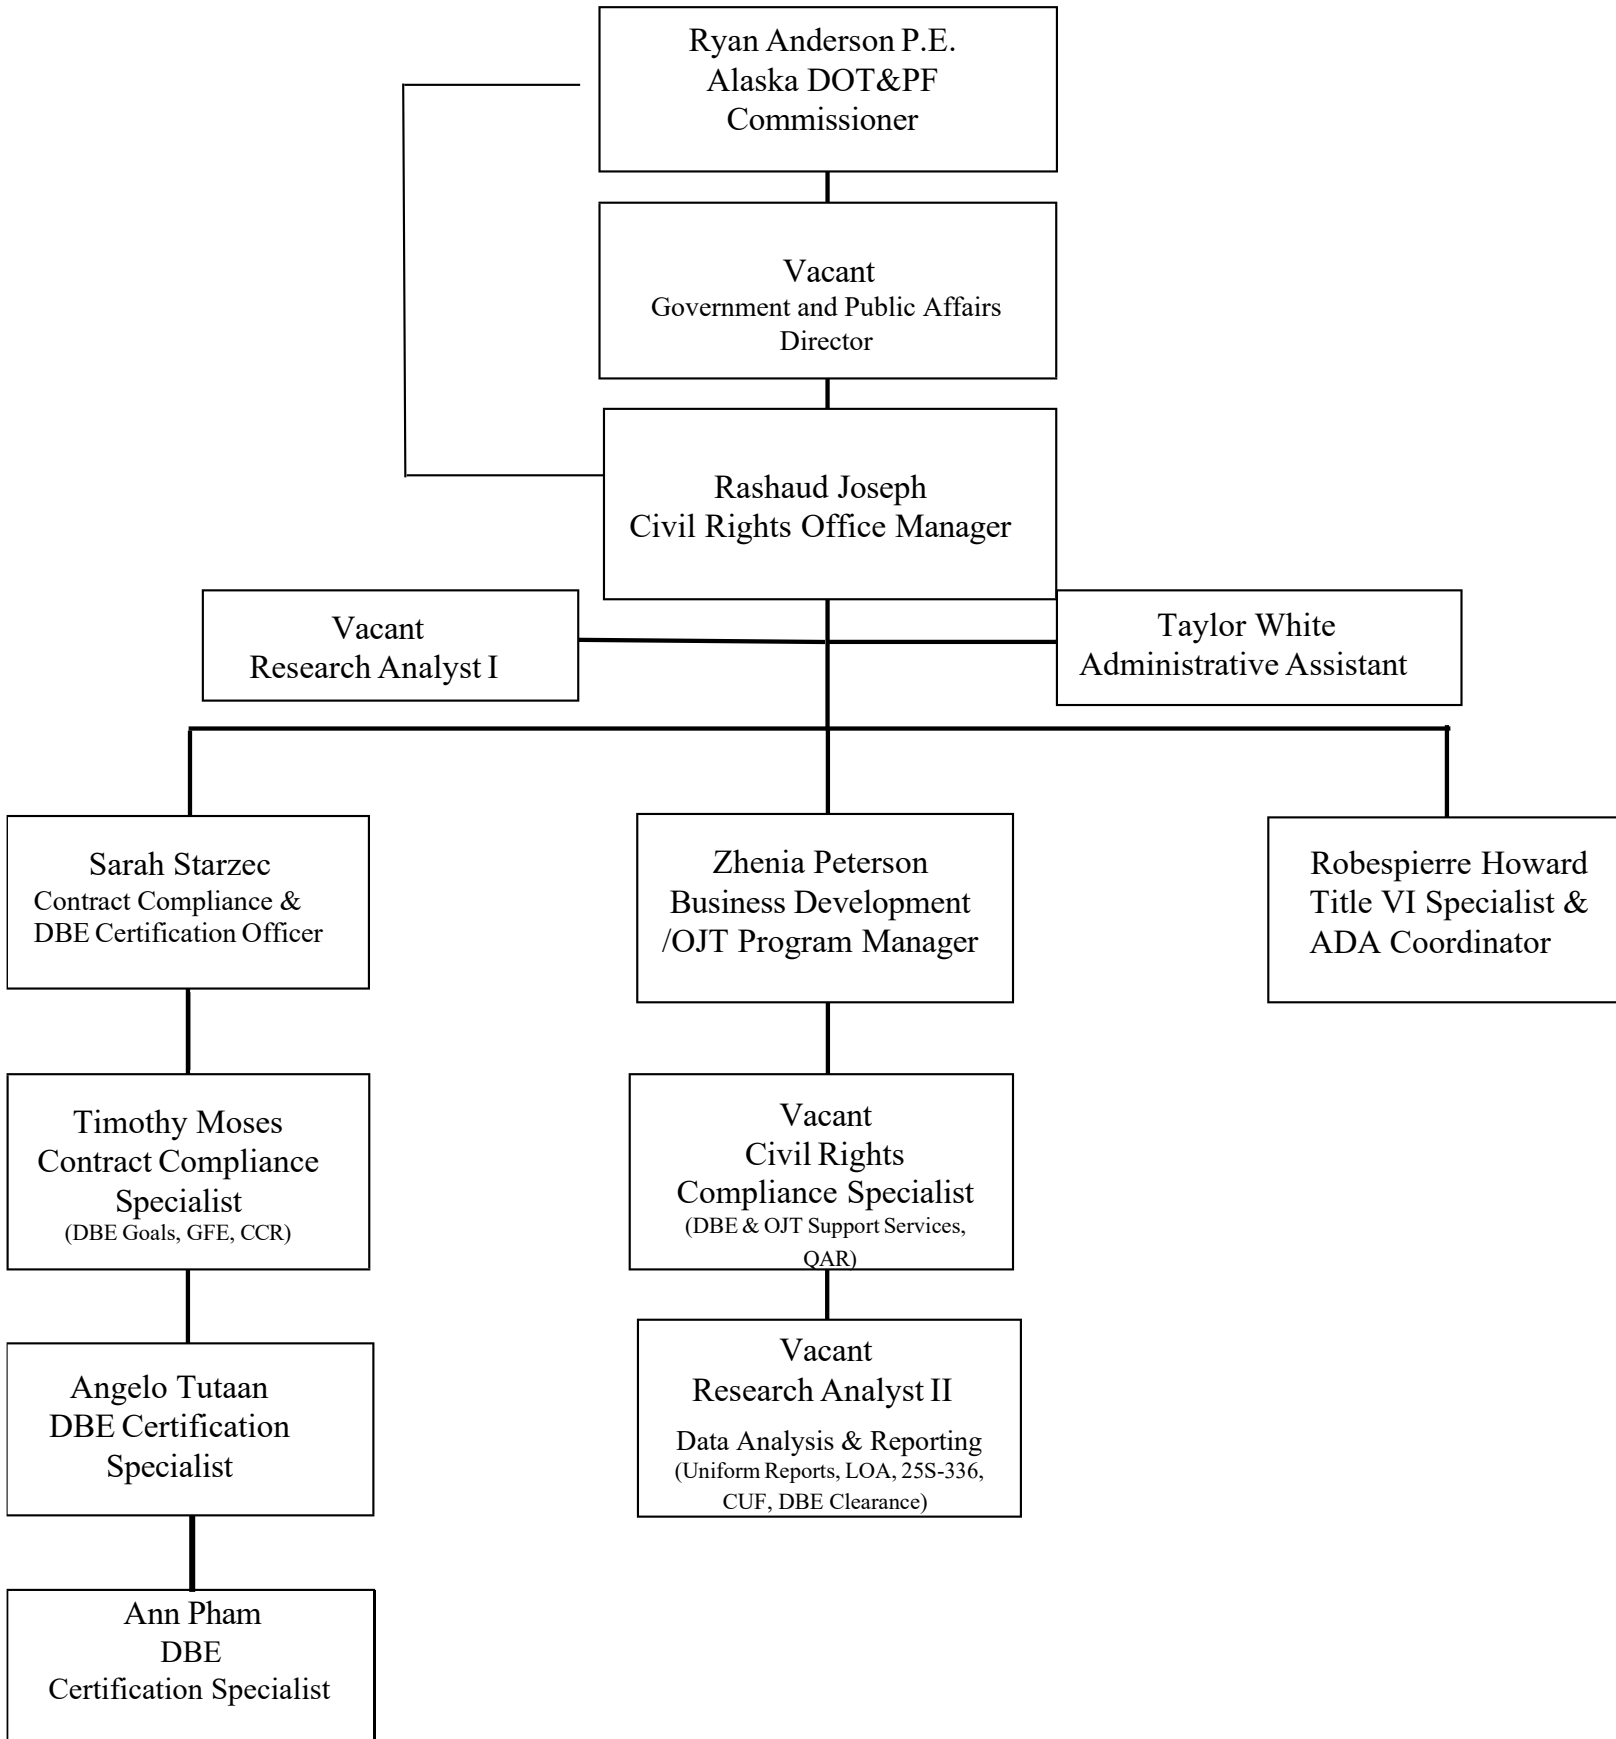 Ryan Anderson P.E.
Alaska DOT&PF
Commissioner
Vacant
Government and Public Affairs
Director
Rashaud Joseph
Civil Rights Office Manager
Vacant
Research Analyst I
Taylor White
Administrative Assistant
Sarah Starzec
Contract Compliance &
DBE Certification Officer
Zhenia Peterson
Business Development
/OJT Program Manager
Robespierre Howard
Title VI Specialist &
ADA Coordinator
Timothy Moses
Contract Compliance
Specialist
(DBE Goals, GFE, CCR)
Vacant
Civil Rights
Compliance Specialist
(DBE & OJT Support Services,
QAR)
Angelo Tutaan
DBE Certification
Specialist
Vacant
Research Analyst II
Data Analysis & Reporting
(Uniform Reports, LOA, 25S-336,
CUF, DBE Clearance)
Ann Pham
DBE
Certification Specialist